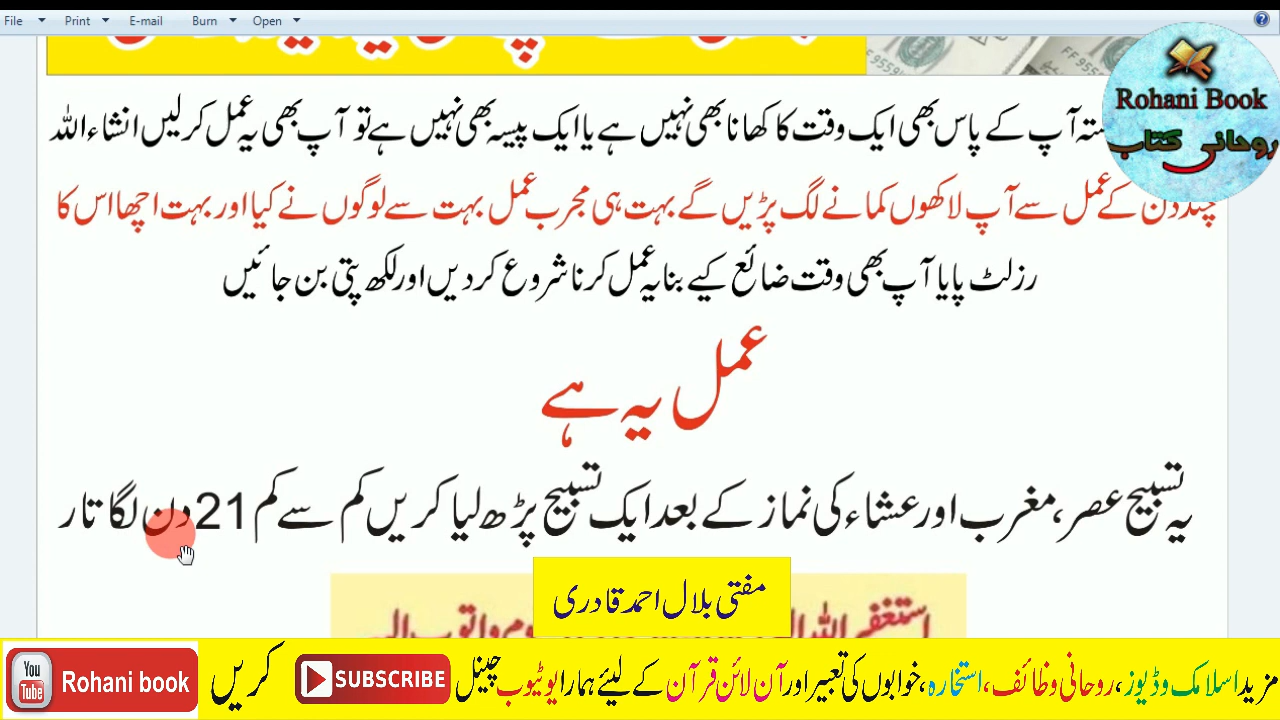 File Print E-mail Burn Open
Rohani Book
روحانی کتاب
آپ کے پاس بھی ایک وقت کا کھانا بھی نہیں ہے یا ایک پیسہ بھی نہیں ہے تو آپ بھی یہ عمل کر لیں انشاءاللہ
چند دن کے عمل سے آپ لاکھوں کمانے لگ پڑیں گے بہت ہی مجرب عمل بہت سے لوگوں نے کیا اور بہت اچھا اس کا
رزلٹ پایا آپ بھی وقت ضائع کیے بنا یہ عمل کرنا شروع کر دیں اور لکھ پتی بن جائیں
عمل یہ ہے
یہ تسبیح عصر، مغرب اور عشاء کی نماز کے بعد ایک تسبیح پڑھ لیا کریں کم سے کم 21 دن لگاتار
مفتی بلال احمد قادری
استغفر اللہ
مزید اسلامک وڈیوز، روحانی وظائف، استخارہ، خوابوں کی تعبیر اور آن لائن قرآن کے لیئے ہمارا یوٹیوب چینل SUBSCRIBE کریں
You Tube Rohani book